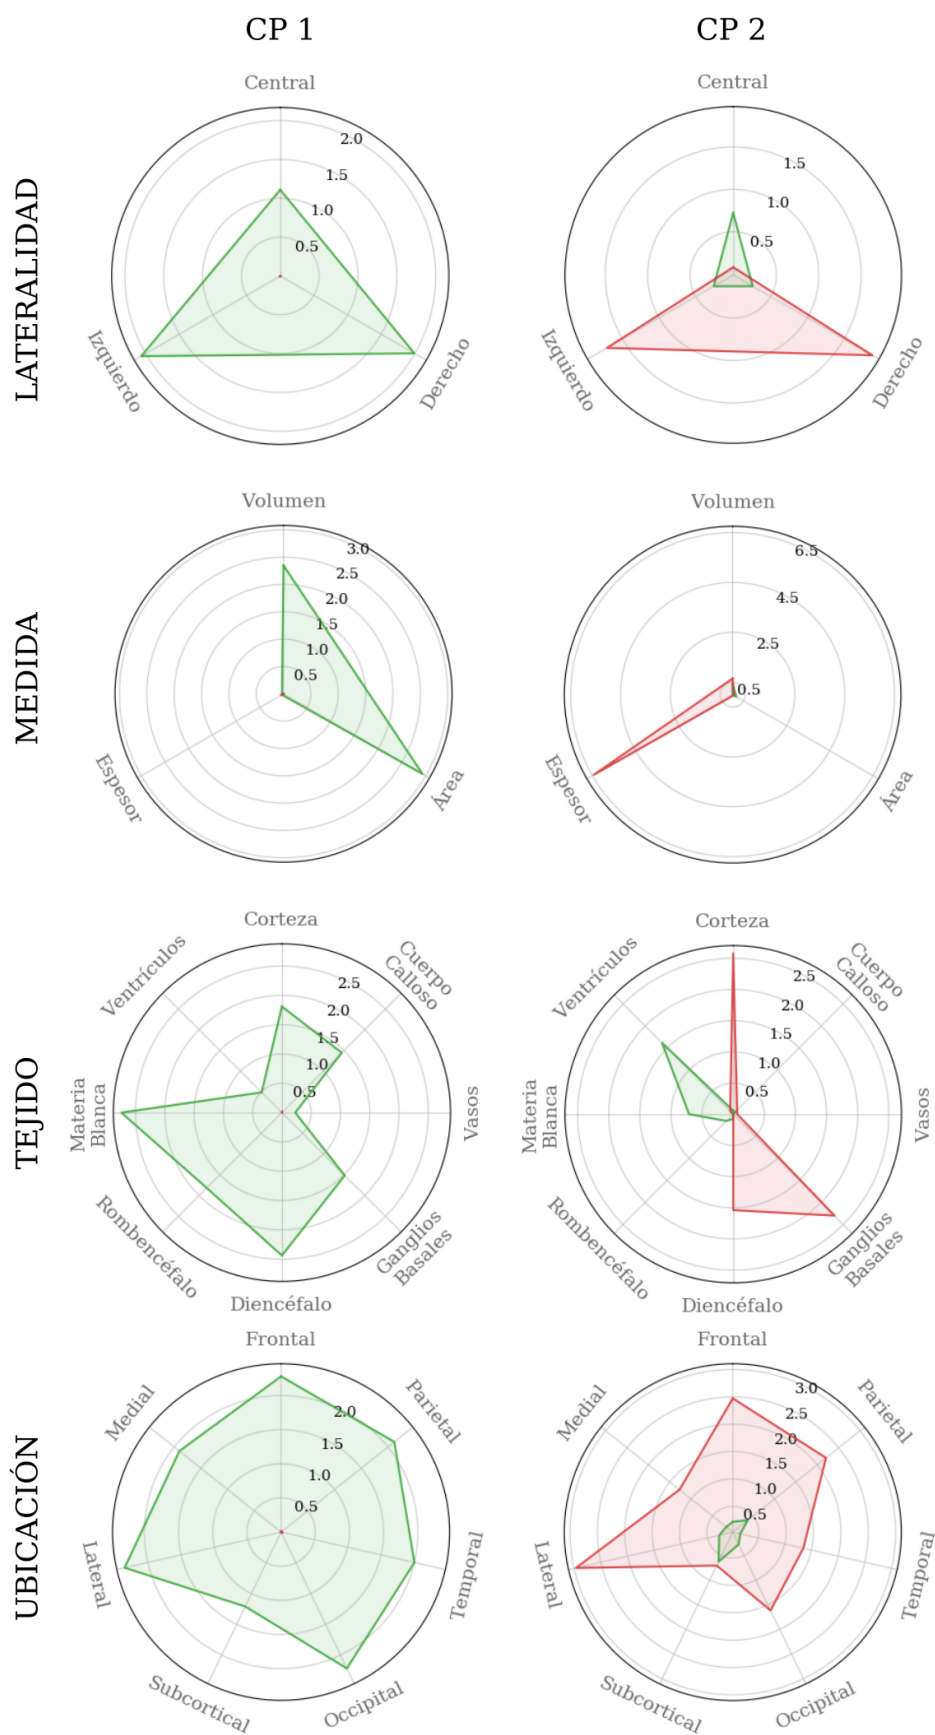 CP 1
CP 2
LATERALIDAD
Central
2.0
1.5
1.0
0.5
Izquierdo
Derecho
Central
1.5
1.0
0.5
Izquierdo
Derecho
MEDIDA
Volumen
3.0
2.5
2.0
1.5
1.0
0.5
Espesor
Área
Volumen
6.5
4.5
2.5
0.5
Espesor
Área
TEJIDO
Corteza
Ventrículos
Cuerpo
Calloso
2.5
2.0
1.5
1.0
0.5
Materia
Blanca
Vasos
Rombencéfalo
Ganglios
Basales
Diencéfalo
Corteza
Ventrículos
Cuerpo
Calloso
2.5
2.0
1.5
1.0
0.5
Materia
Blanca
Vasos
Rombencéfalo
Ganglios
Basales
Diencéfalo
UBICACIÓN
Frontal
Medial
Parietal
2.0
1.5
1.0
0.5
Lateral
Temporal
Subcortical
Occipital
Frontal
Medial
Parietal
3.0
2.5
2.0
1.5
1.0
0.5
Lateral
Temporal
Subcortical
Occipital